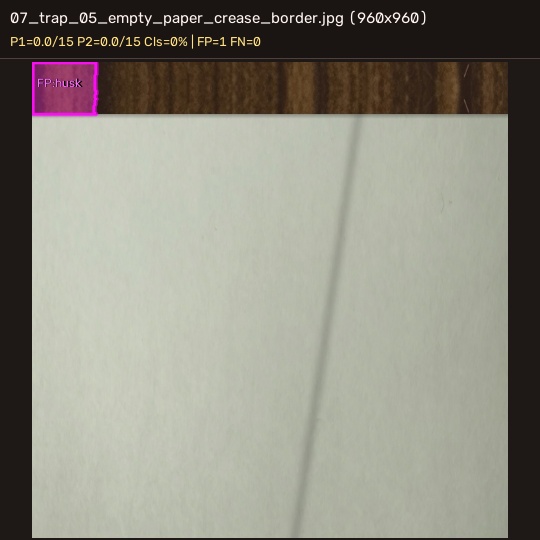 07_trap_05_empty_paper_crease_border.jpg (960x960)
P1=0.0/15 P2=0.0/15 Cls=0% | FP=1 FN=0
FP:husk